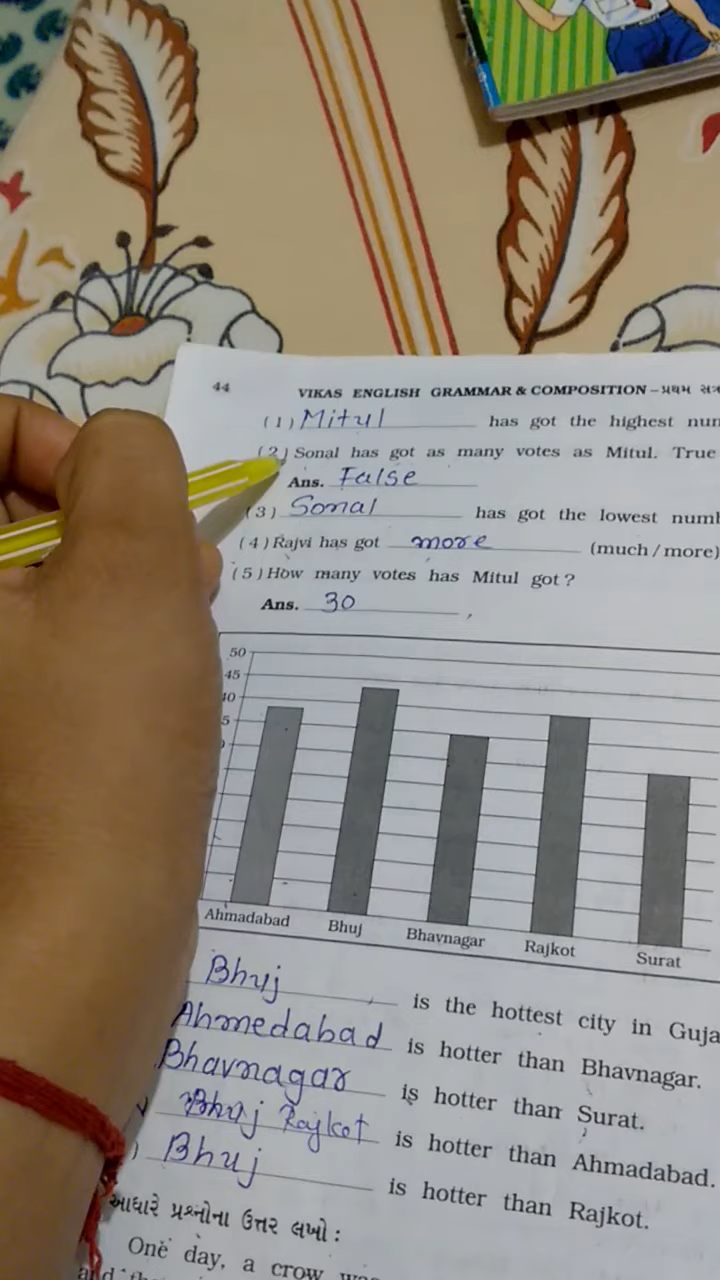 44 VIKAS ENGLISH GRAMMAR & COMPOSITION – પ્રથમ
(1) Mitul has got the highest
(2) Sonal has got as many votes as Mitul. True
Ans. False
(3) Sonal has got the lowest
(4) Rajvi has got more (much/more)
(5) How many votes has Mitul got?
Ans. 30
50
45
40
Ahmadabad Bhuj Bhavnagar Rajkot Surat
Bhuj is the hottest city in
Ahmedabad is hotter than Bhavnagar.
Bhavnagar is hotter than Surat.
Bhuj Rajkot is hotter than Ahmadabad.
) Bhuj is hotter than Rajkot.
આધારે પ્રશ્નોના ઉત્તર લખો :
One day, a crow